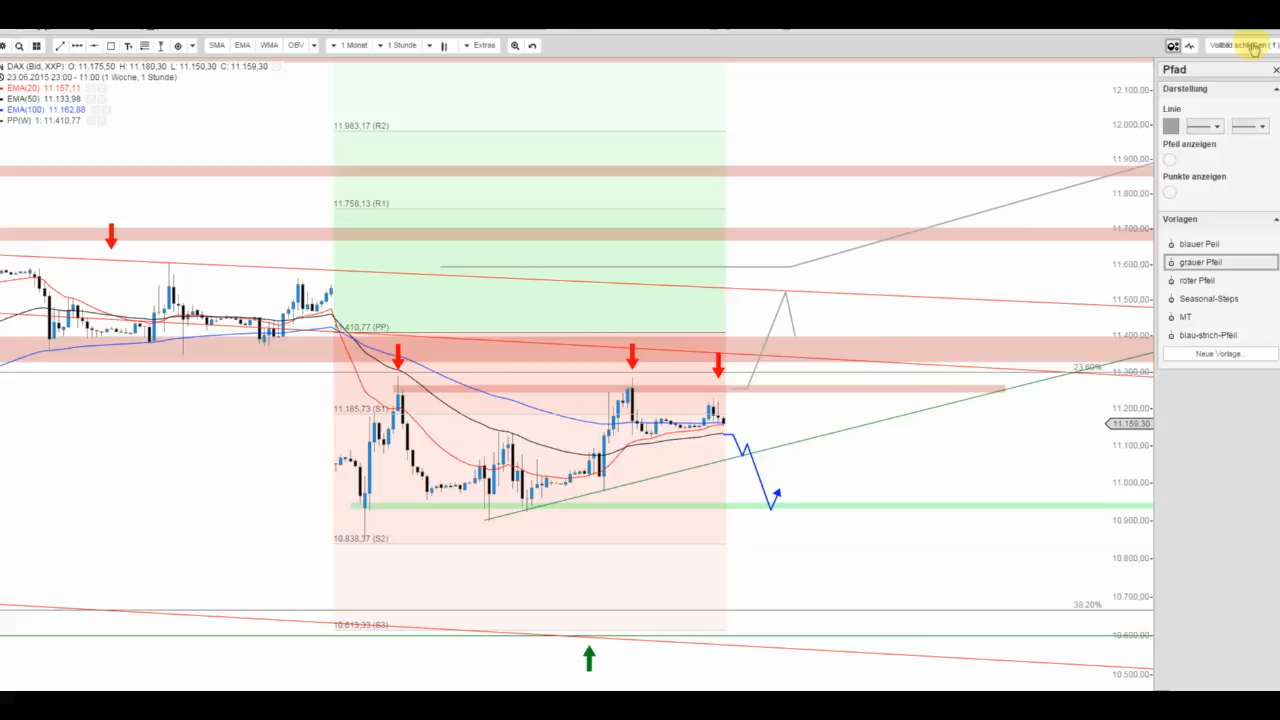 SMA EMA WMA OBV 1 Monat 1 Stunde Extras Vollbild schließen ( f )
DAX (Bid, XXP) O: 11.175,50 H: 11.180,30 L: 11.150,30 C: 11.159,30
23.06.2015 23:00 - 11:00 (1 Woche, 1 Stunde)
EMA(20) 11.157,11
EMA(50) 11.133,98
EMA(100) 11.162,88
PP(W) 1: 11.410.77
11.983,17 (R2)
11.758,13 (R1)
11.410,77 (PP)
11.185,73 (S1)
10.838,37 (S2)
10.613,33 (S3)
23.60%
38.20%
12.100,00
12.000,00
11.900,00
11.800,00
11.700,00
11.600,00
11.500,00
11.400,00
11.300,00
11.200,00
11.159,30
11.100,00
11.000,00
10.900,00
10.800,00
10.700,00
10.600,00
10.500,00
Pfad
Darstellung
Linie
Pfeil anzeigen
Punkte anzeigen
Vorlagen
blauer Peil
grauer Pfeil
roter Pfeil
Seasonal-Steps
MT
blau-strich-Pfeil
Neue Vorlage...